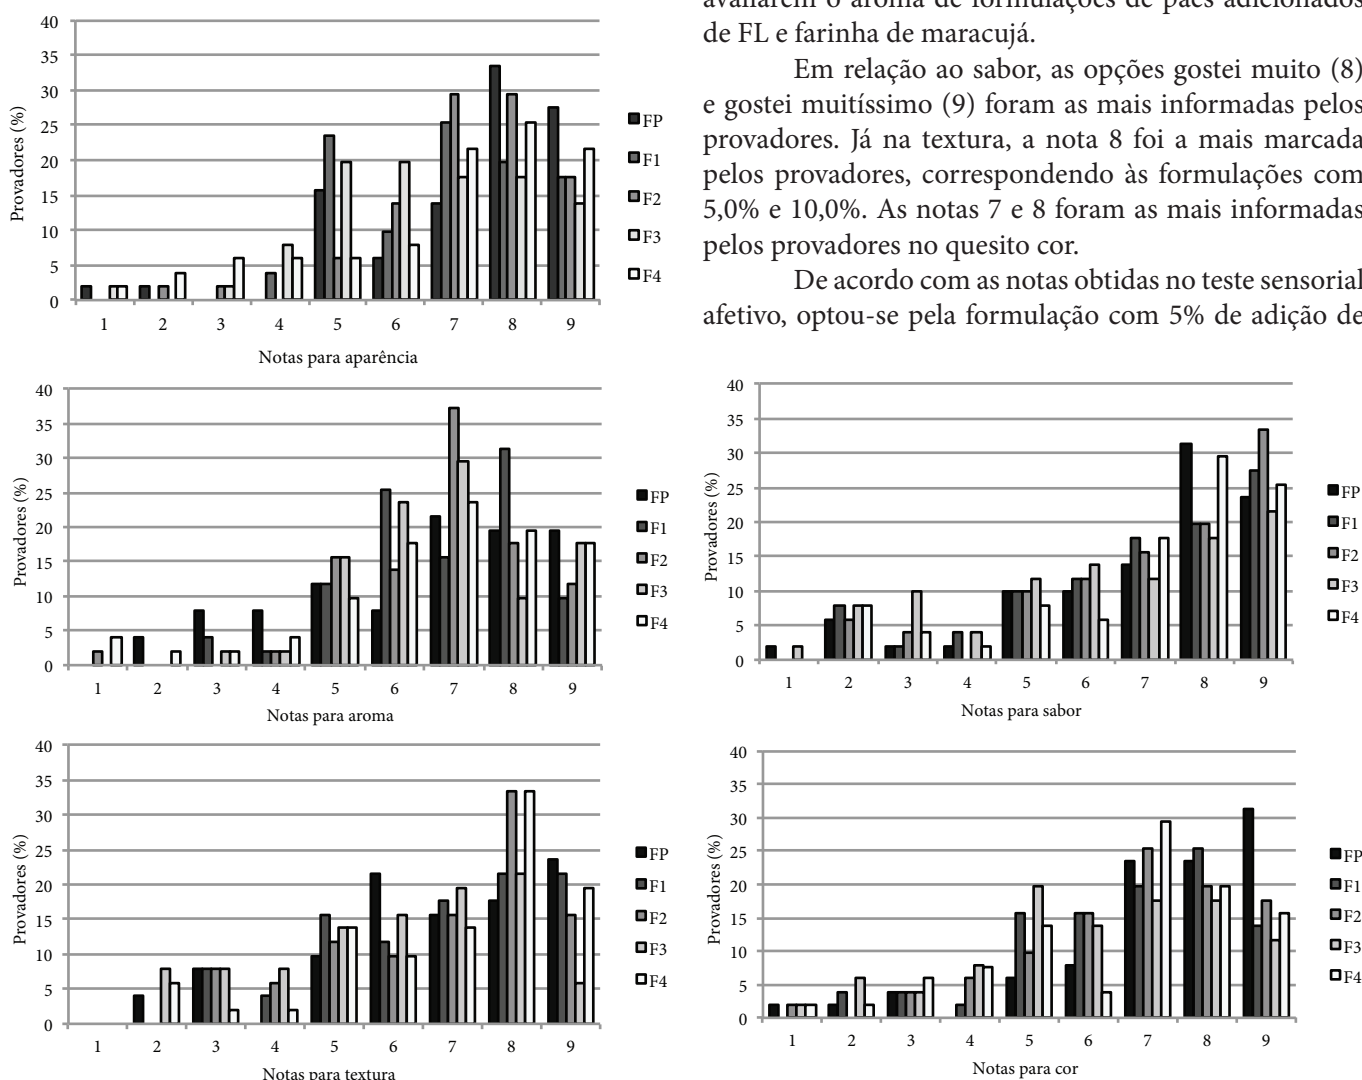 avaliarem o aroma de formulações de pães adicionados
de FL e farinha de maracujá.
Em relação ao sabor, as opções gostei muito (8)
e gostei muitíssimo (9) foram as mais informadas pelos
provadores. Já na textura, a nota 8 foi a mais marcada
pelos provadores, correspondendo às formulações com
5,0% e 10,0%. As notas 7 e 8 foram as mais informadas
pelos provadores no quesito cor.
De acordo com as notas obtidas no teste sensorial
afetivo, optou-se pela formulação com 5% de adição de
Provadores (%)
40
35
30
25
20
15
10
5
0
1 2 3 4 5 6 7 8 9
Notas para aparência
FP
F1
F2
F3
F4
Provadores (%)
40
35
30
25
20
15
10
5
0
1 2 3 4 5 6 7 8 9
Notas para aroma
FP
F1
F2
F3
F4
Provadores (%)
40
35
30
25
20
15
10
5
0
1 2 3 4 5 6 7 8 9
Notas para sabor
FP
F1
F2
F3
F4
Provadores (%)
40
35
30
25
20
15
10
5
0
1 2 3 4 5 6 7 8 9
Notas para textura
FP
F1
F2
F3
F4
Provadores (%)
40
35
30
25
20
15
10
5
0
1 2 3 4 5 6 7 8 9
Notas para cor
FP
F1
F2
F3
F4